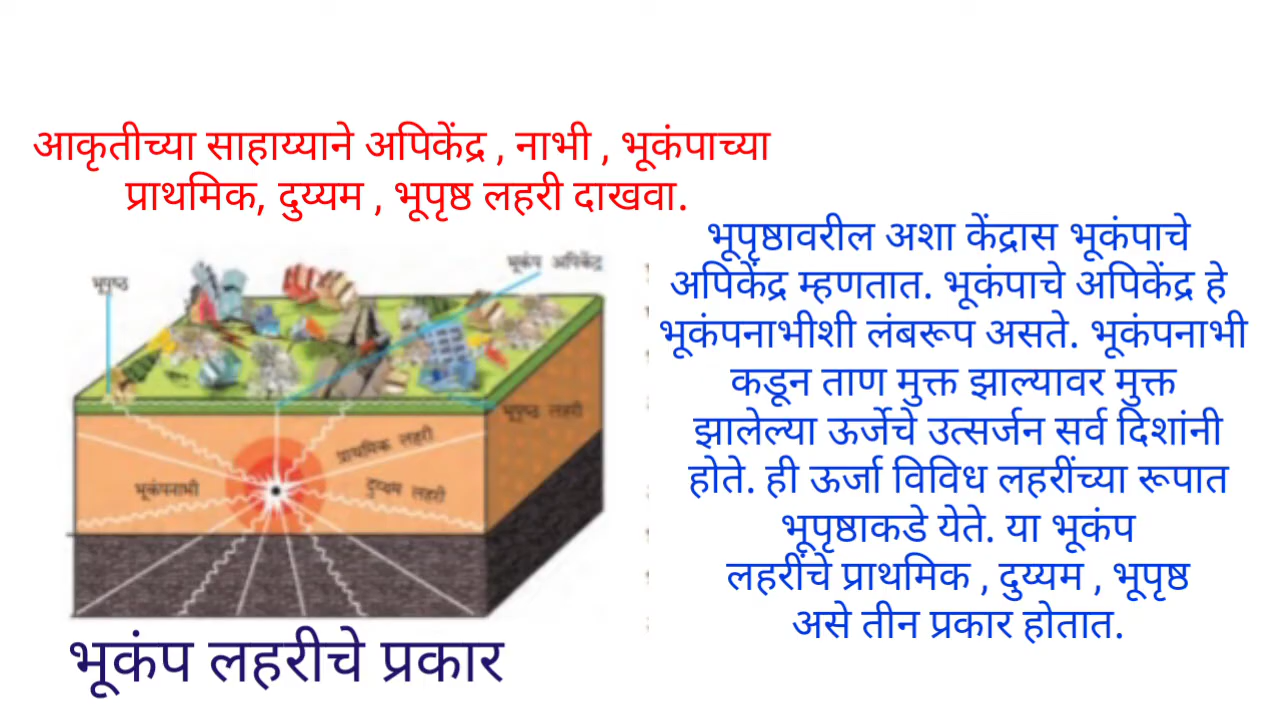 आकृतीच्या साहाय्याने अपिकेंद्र , नाभी , भूकंपाच्या
प्राथमिक, दुय्यम , भूपृष्ठ लहरी दाखवा.
भूपृष्ठावरील अशा केंद्रास भूकंपाचे
अपिकेंद्र म्हणतात. भूकंपाचे अपिकेंद्र हे
भूकंपनाभीशी लंबरूप असते. भूकंपनाभी
कडून ताण मुक्त झाल्यावर मुक्त
झालेल्या ऊर्जेचे उत्सर्जन सर्व दिशांनी
होते. ही ऊर्जा विविध लहरींच्या रूपात
भूपृष्ठाकडे येते. या भूकंप
लहरींचे प्राथमिक , दुय्यम , भूपृष्ठ
असे तीन प्रकार होतात.
भूकंप अपिकेंद्र
भूपृष्ठ
भूपृष्ठ लहरी
प्राथमिक लहरी
भूकंपनाभी
दुय्यम लहरी
भूकंप लहरीचे प्रकार